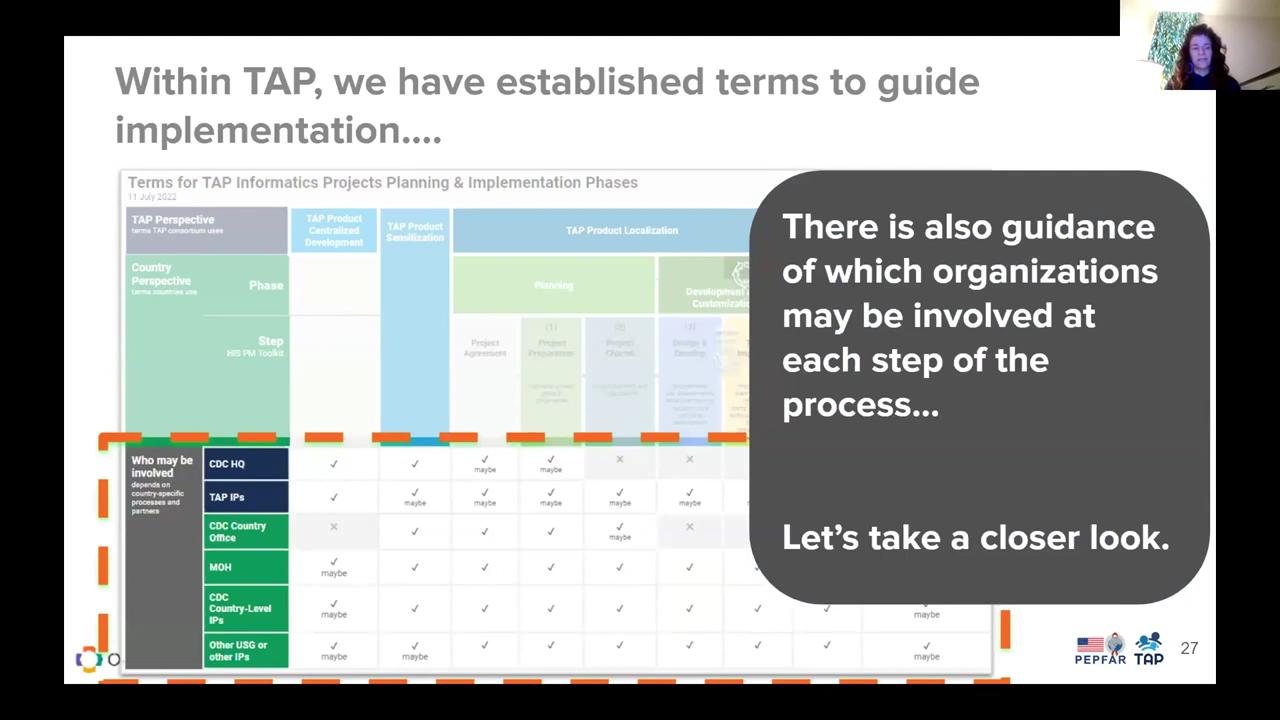 Within TAP, we have established terms to guide
implementation....
Terms for TAP Informatics Projects Planning & Implementation Phases
11 July 2022
TAP Perspective
terms TAP consortium uses
TAP Product
Centralized
Development
TAP Product
Sensitization
TAP Product Localization
Country
Perspective
terms countries use
Phase
Planning
Development
Customizatio
Step
HIS PM Toolkit
Project
Agreement
(1)
Project
Preparation
(2)
Project
Charter
(3)
Design &
Develop
Who may be
involved
depends on
country-specific
processes and
partners
CDC HQ
✓
✓
✓
maybe
✓
maybe
✕
✕
TAP IPs
✓
✓
maybe
✓
maybe
✓
maybe
✓
maybe
✓
maybe
CDC Country
Office
✕
✓
✓
✓
✓
maybe
✕
MOH
✓
maybe
✓
✓
✓
✓
✓
CDC
Country-Level
IPs
✓
maybe
✓
✓
✓
✓
✓
✓
✓
maybe
Other USG or
other IPs
✓
maybe
✓
maybe
✓
✓
✓
✓
✓
✓
✓
maybe
There is also guidance
of which organizations
may be involved at
each step of the
process...
Let's take a closer look.
PEPFAR
TAP
27